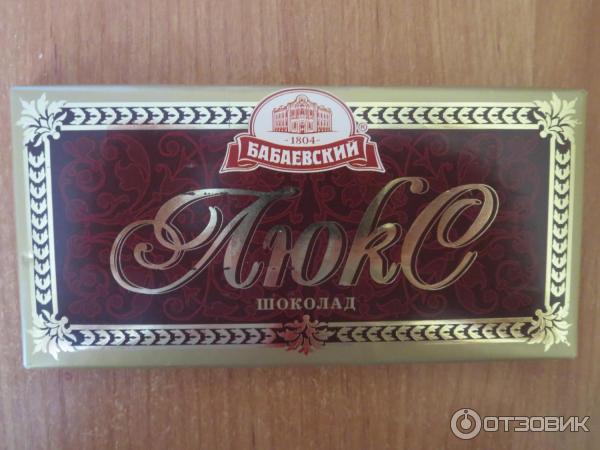 -1804-
БАБАЕВСКИЙ®
Люкс
ШОКОЛАД
ОТЗОВИК